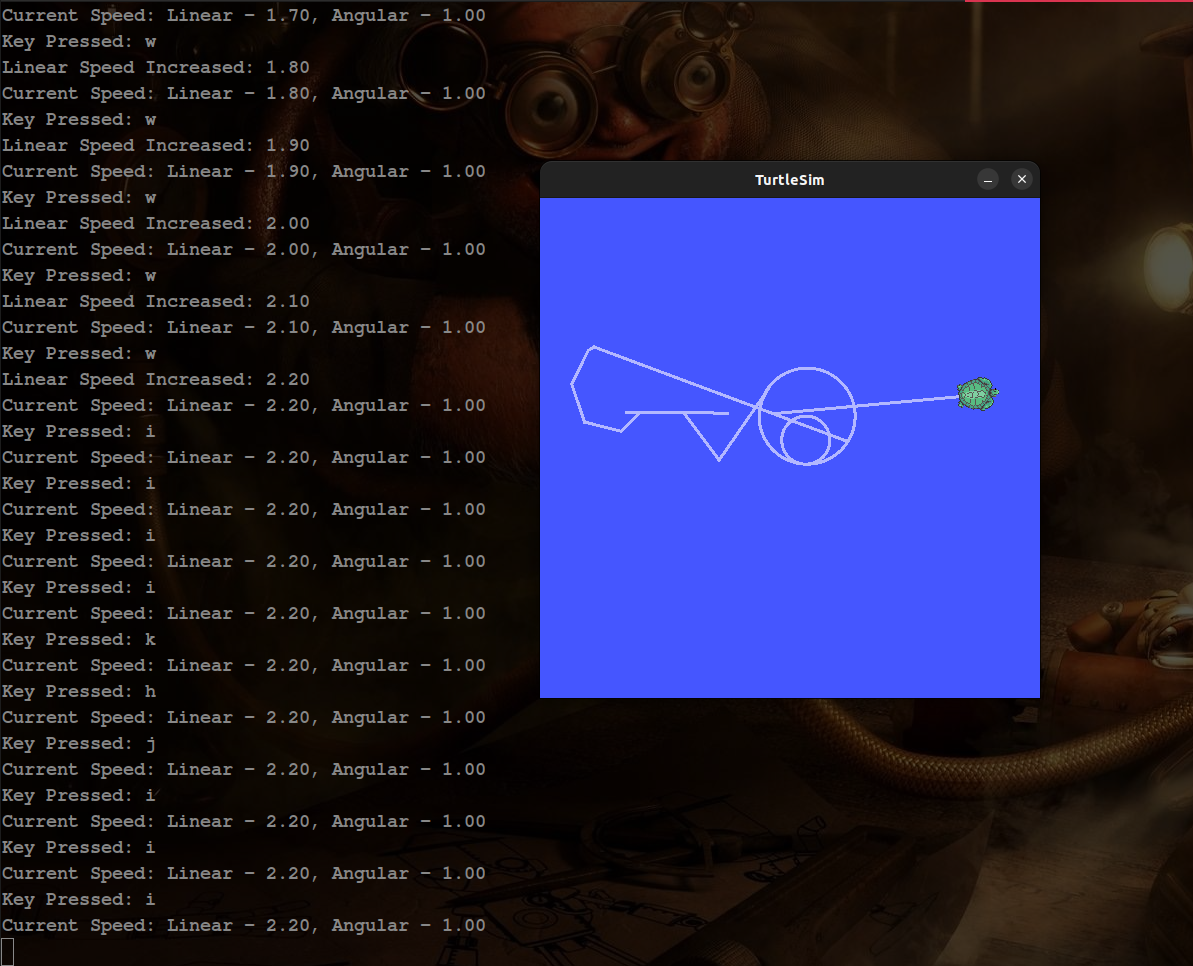 Current Speed: Linear - 1.70, Angular - 1.00
Key Pressed: w
Linear Speed Increased: 1.80
Current Speed: Linear - 1.80, Angular - 1.00
Key Pressed: w
Linear Speed Increased: 1.90
Current Speed: Linear - 1.90, Angular - 1.00
Key Pressed: w
Linear Speed Increased: 2.00
Current Speed: Linear - 2.00, Angular - 1.00
Key Pressed: w
Linear Speed Increased: 2.10
Current Speed: Linear - 2.10, Angular - 1.00
Key Pressed: w
Linear Speed Increased: 2.20
Current Speed: Linear - 2.20, Angular - 1.00
Key Pressed: i
Current Speed: Linear - 2.20, Angular - 1.00
Key Pressed: i
Current Speed: Linear - 2.20, Angular - 1.00
Key Pressed: i
Current Speed: Linear - 2.20, Angular - 1.00
Key Pressed: i
Current Speed: Linear - 2.20, Angular - 1.00
Key Pressed: k
Current Speed: Linear - 2.20, Angular - 1.00
Key Pressed: h
Current Speed: Linear - 2.20, Angular - 1.00
Key Pressed: j
Current Speed: Linear - 2.20, Angular - 1.00
Key Pressed: i
Current Speed: Linear - 2.20, Angular - 1.00
Key Pressed: i
Current Speed: Linear - 2.20, Angular - 1.00
Key Pressed: i
Current Speed: Linear - 2.20, Angular - 1.00
TurtleSim